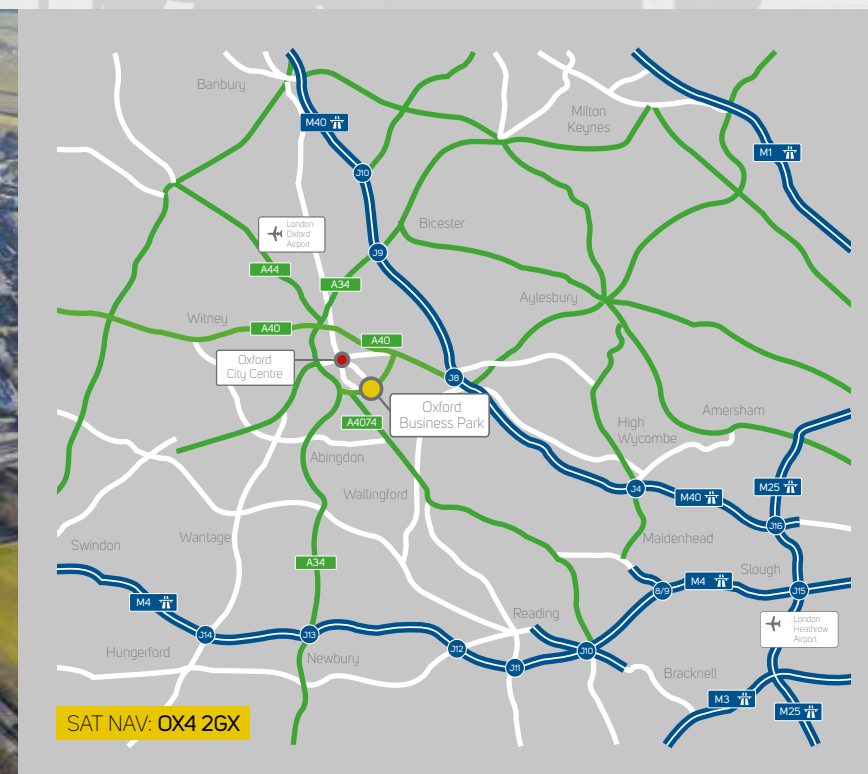 Banbury
M40
Milton
Keynes
M1
J10
London
Oxford
Airport
Bicester
J9
A44
A34
Aylesbury
Witney
A40
A40
Oxford
City Centre
J8
Oxford
Business Park
A4074
Amersham
High
Wycombe
Abingdon
Wallingford
J4
M40
M25
J16
Swindon
Wantage
Maidenhead
A34
Slough
M4
8/9
M4
J15
Reading
London
Heathrow
Airport
J14
J13
J12
J10
J11
Hungerford
Newbury
Bracknell
M3
M25
SAT NAV: OX4 2GX